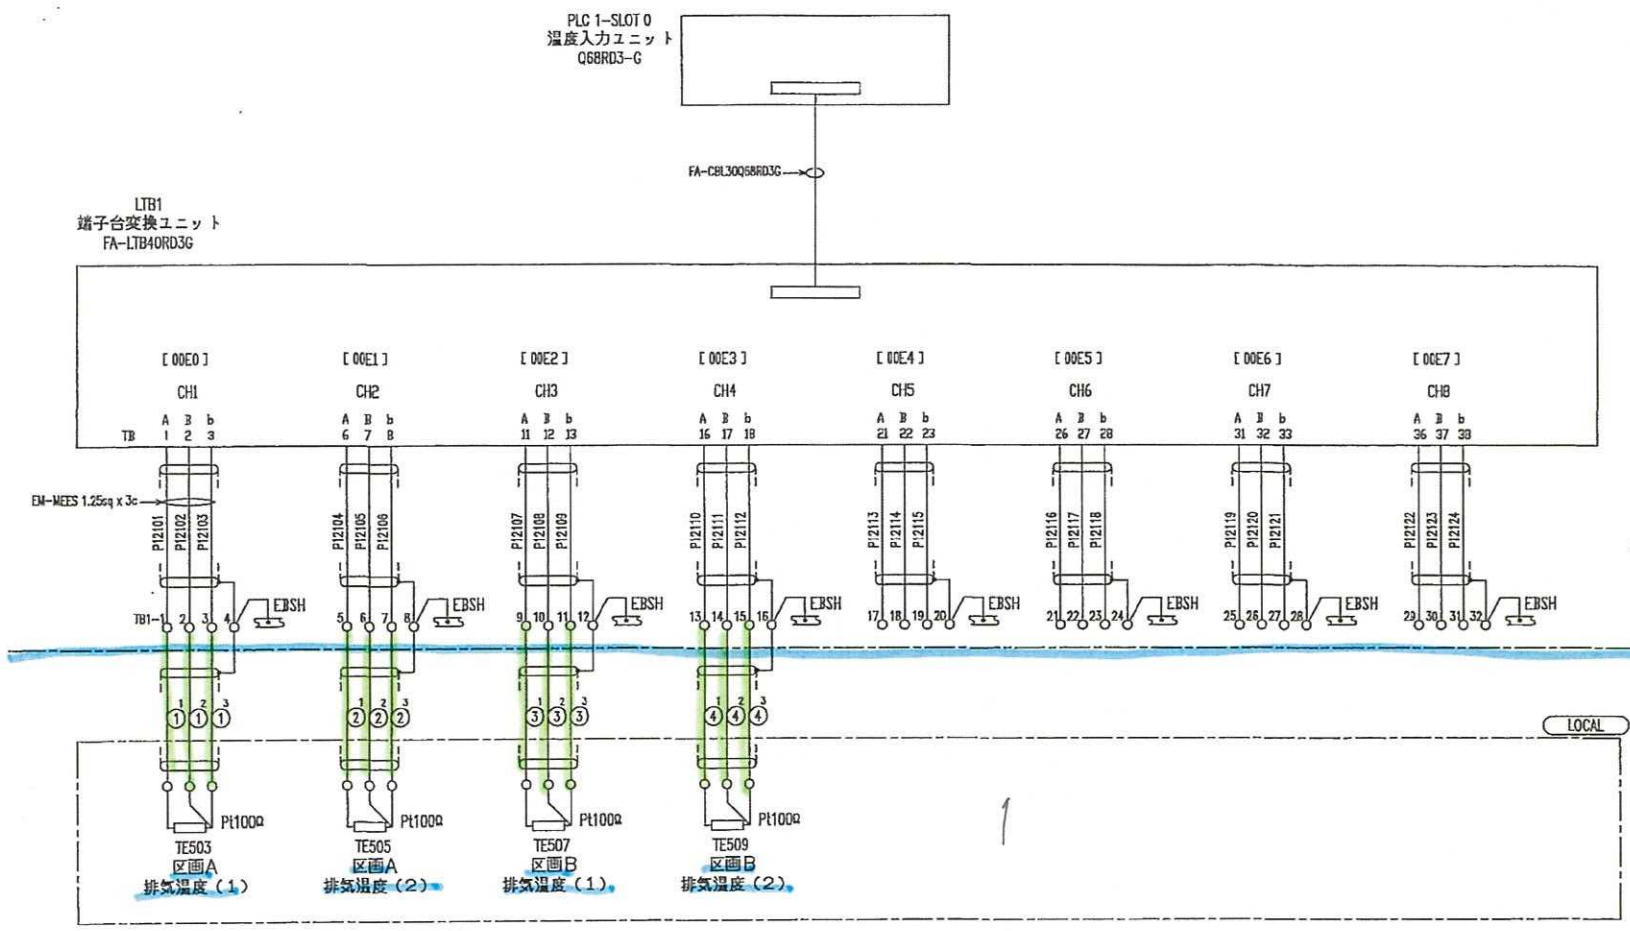 PLC 1-SLOT 0
温度入力ユニット
Q68RD3-G
FA-CBL30Q68RD3G
LTB1
端子台変換ユニット
FA-LTB40RD3G
[ 00E0 ] [ 00E1 ] [ 00E2 ] [ 00E3 ] [ 00E4 ] [ 00E5 ] [ 00E6 ] [ 00E7 ]
CH1 CH2 CH3 CH4 CH5 CH6 CH7 CH8
A B b A B b A B b A B b A B b A B b A B b A B b
TB 1 2 3 6 7 8 11 12 13 16 17 18 21 22 23 26 27 28 31 32 33 36 37 38
EM-MEES 1.25sq x 3c
P12101 P12102 P12103 P12104 P12105 P12106 P12107 P12108 P12109 P12110 P12111 P12112 P12113 P12114 P12115 P12116 P12117 P12118 P12119 P12120 P12121 P12122 P12123 P12124
EBSH EBSH EBSH EBSH EBSH EBSH EBSH EBSH
TB1-1 2 3 4 5 6 7 8 9 10 11 12 13 14 15 16 17 18 19 20 21 22 23 24 25 26 27 28 29 30 31 32
1 2 3 1 2 3 1 2 3 1 2 3
① ① ① ② ② ② ③ ③ ③ ④ ④ ④
LOCAL
Pt100Ω Pt100Ω Pt100Ω Pt100Ω
1
TE503 TE505 TE507 TE509
区画A 区画A 区画B 区画B
排気温度(1) 排気温度(2) 排気温度(1) 排気温度(2)